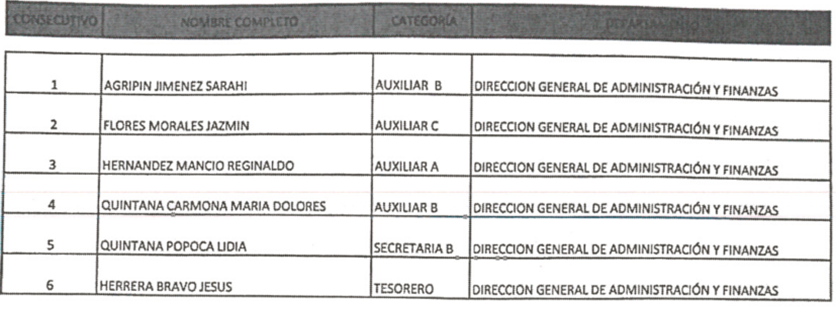 CONSECUTIVO NOMBRE COMPLETO CATEGORÍA DEPARTAMENTO
1 AGRIPIN JIMENEZ SARAHI AUXILIAR B DIRECCION GENERAL DE ADMINISTRACIÓN Y FINANZAS
2 FLORES MORALES JAZMIN AUXILIAR C DIRECCION GENERAL DE ADMINISTRACIÓN Y FINANZAS
3 HERNANDEZ MANCIO REGINALDO AUXILIAR A DIRECCION GENERAL DE ADMINISTRACIÓN Y FINANZAS
4 QUINTANA CARMONA MARIA DOLORES AUXILIAR B DIRECCION GENERAL DE ADMINISTRACIÓN Y FINANZAS
5 QUINTANA POPOCA LIDIA SECRETARIA B DIRECCION GENERAL DE ADMINISTRACIÓN Y FINANZAS
6 HERRERA BRAVO JESUS TESORERO DIRECCION GENERAL DE ADMINISTRACIÓN Y FINANZAS